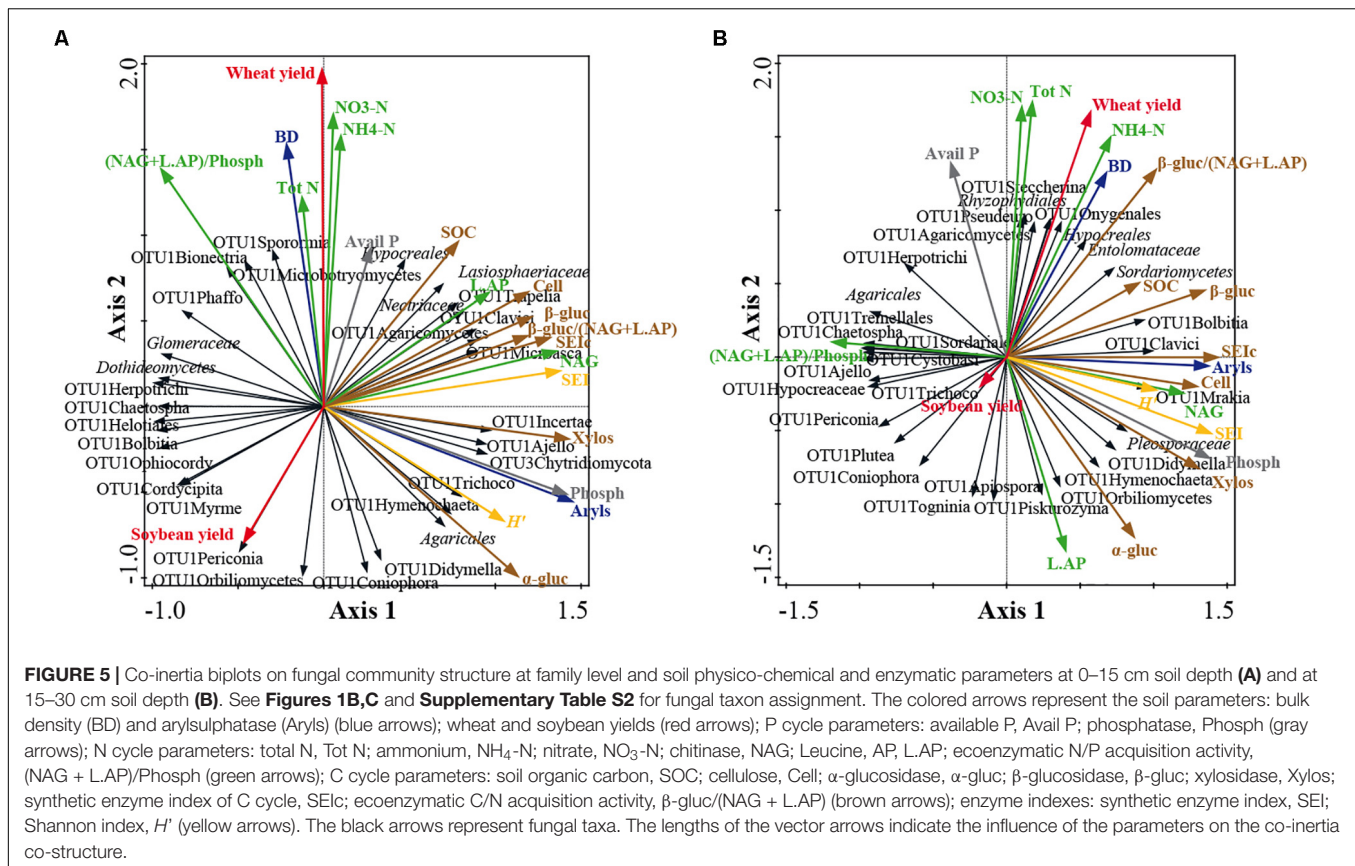 A
2.0
Wheat yield
NO3-N
NH4-N
BD
(NAG+L.AP)/Phosph
Tot N
SOC
Avail P
OTU1Sporormia
Hypocreales
OTU1Bionectria
OTU1Microbotryomycetes
Lasiosphaeriaceae
L.AP
Cell
OTU1Phaffo
Nectriaceae
OTU1Trapelia
OTU1Clavici
β-gluc
OTU1Agaricomycetes
β-gluc/(NAG+L.AP)
Glomeraceae
SEIc
OTU1Microasca
NAG
Dothideomycetes
SEI
OTU1Herpotrichi
OTU1Chaetospha
OTU1Incertae
OTU1Helotiales
Xylos
OTU1Bolbitia
OTU1Ajello
OTU1Ophiocordy
OTU3Chytridiomycota
OTU1Cordycipita
OTU1Trichoco
Phosph
OTU1Myrme
OTU1Hymenochaeta
Aryls
H'
Soybean yield
Agaricales
OTU1Periconia
OTU1Didymella
OTU1Orbiliomycetes
OTU1Coniophora
α-gluc
Axis 2
-1.0
-1.0
Axis 1
1.5
B
2.0
NO3-N
Tot N
Wheat yield
NH4-N
Avail P
BD
β-gluc/(NAG+L.AP)
OTU1Steccherina
Rhyzophydiales
OTU1Pseudeuro
OTU1Onygenales
OTU1Agaricomycetes
Hypocreales
Entolomataceae
OTU1Herpotrichi
Sordariomycetes
SOC
β-gluc
Agaricales
OTU1Tremellales
OTU1Bolbitia
OTU1Chaetospha
OTU1Sordariale
OTU1Clavici
(NAG+L.AP)/Phosph
OTU1Cystobasi
SEIc
OTU1Ajello
Aryls
OTU1Hypocreaceae
OTU1Trichoco
Cell
H'
OTU1Mrakia
Soybean yield
NAG
OTU1Periconia
SEI
Pleosporaceae
OTU1Plutea
OTU1Didymella
Phosph
OTU1Coniophora
OTU1Hymenochaeta
Xylos
OTU1Apiospora
OTU1Orbiliomycetes
OTU1Togninia
OTU1Piskurozyma
L.AP
α-gluc
Axis 2
-1.5
-1.5
Axis 1
1.5
FIGURE 5 | Co-inertia biplots on fungal community structure at family level and soil physico-chemical and enzymatic parameters at 0–15 cm soil depth (A) and at
15–30 cm soil depth (B). See Figures 1B,C and Supplementary Table S2 for fungal taxon assignment. The colored arrows represent the soil parameters: bulk
density (BD) and arylsulphatase (Aryls) (blue arrows); wheat and soybean yields (red arrows); P cycle parameters: available P, Avail P; phosphatase, Phosph (gray
arrows); N cycle parameters: total N, Tot N; ammonium, NH₄-N; nitrate, NO₃-N; chitinase, NAG; Leucine, AP, L.AP; ecoenzymatic N/P acquisition activity,
(NAG + L.AP)/Phosph (green arrows); C cycle parameters: soil organic carbon, SOC; cellulose, Cell; α-glucosidase, α-gluc; β-glucosidase, β-gluc; xylosidase, Xylos;
synthetic enzyme index of C cycle, SEIc; ecoenzymatic C/N acquisition activity, β-gluc/(NAG + L.AP) (brown arrows); enzyme indexes: synthetic enzyme index, SEI;
Shannon index, H' (yellow arrows). The black arrows represent fungal taxa. The lengths of the vector arrows indicate the influence of the parameters on the co-inertia
co-structure.